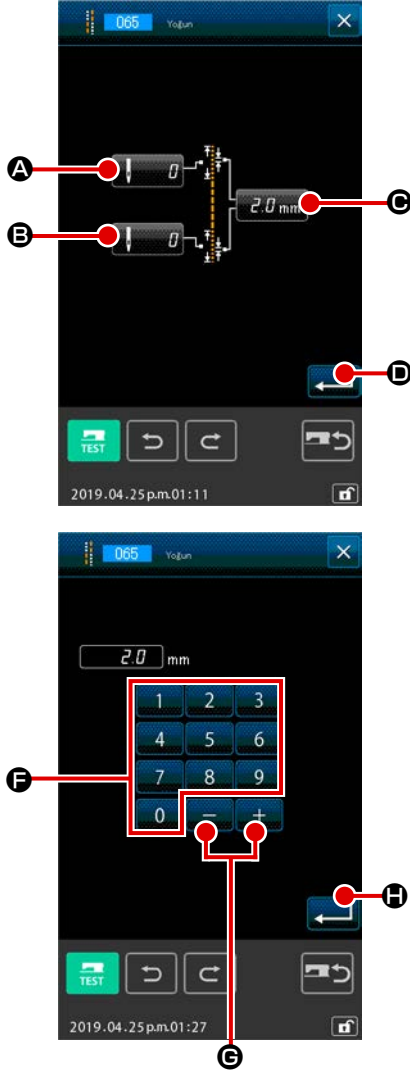 065 Yoğun
A
0
C
2.0 mm
B
0
D
TEST
2019.04.25 p.m.01:11
065 Yoğun
2.0 mm
1 2 3
4 5 6
F
7 8 9
0 − +
H
TEST
2019.04.25 p.m.01:27
G